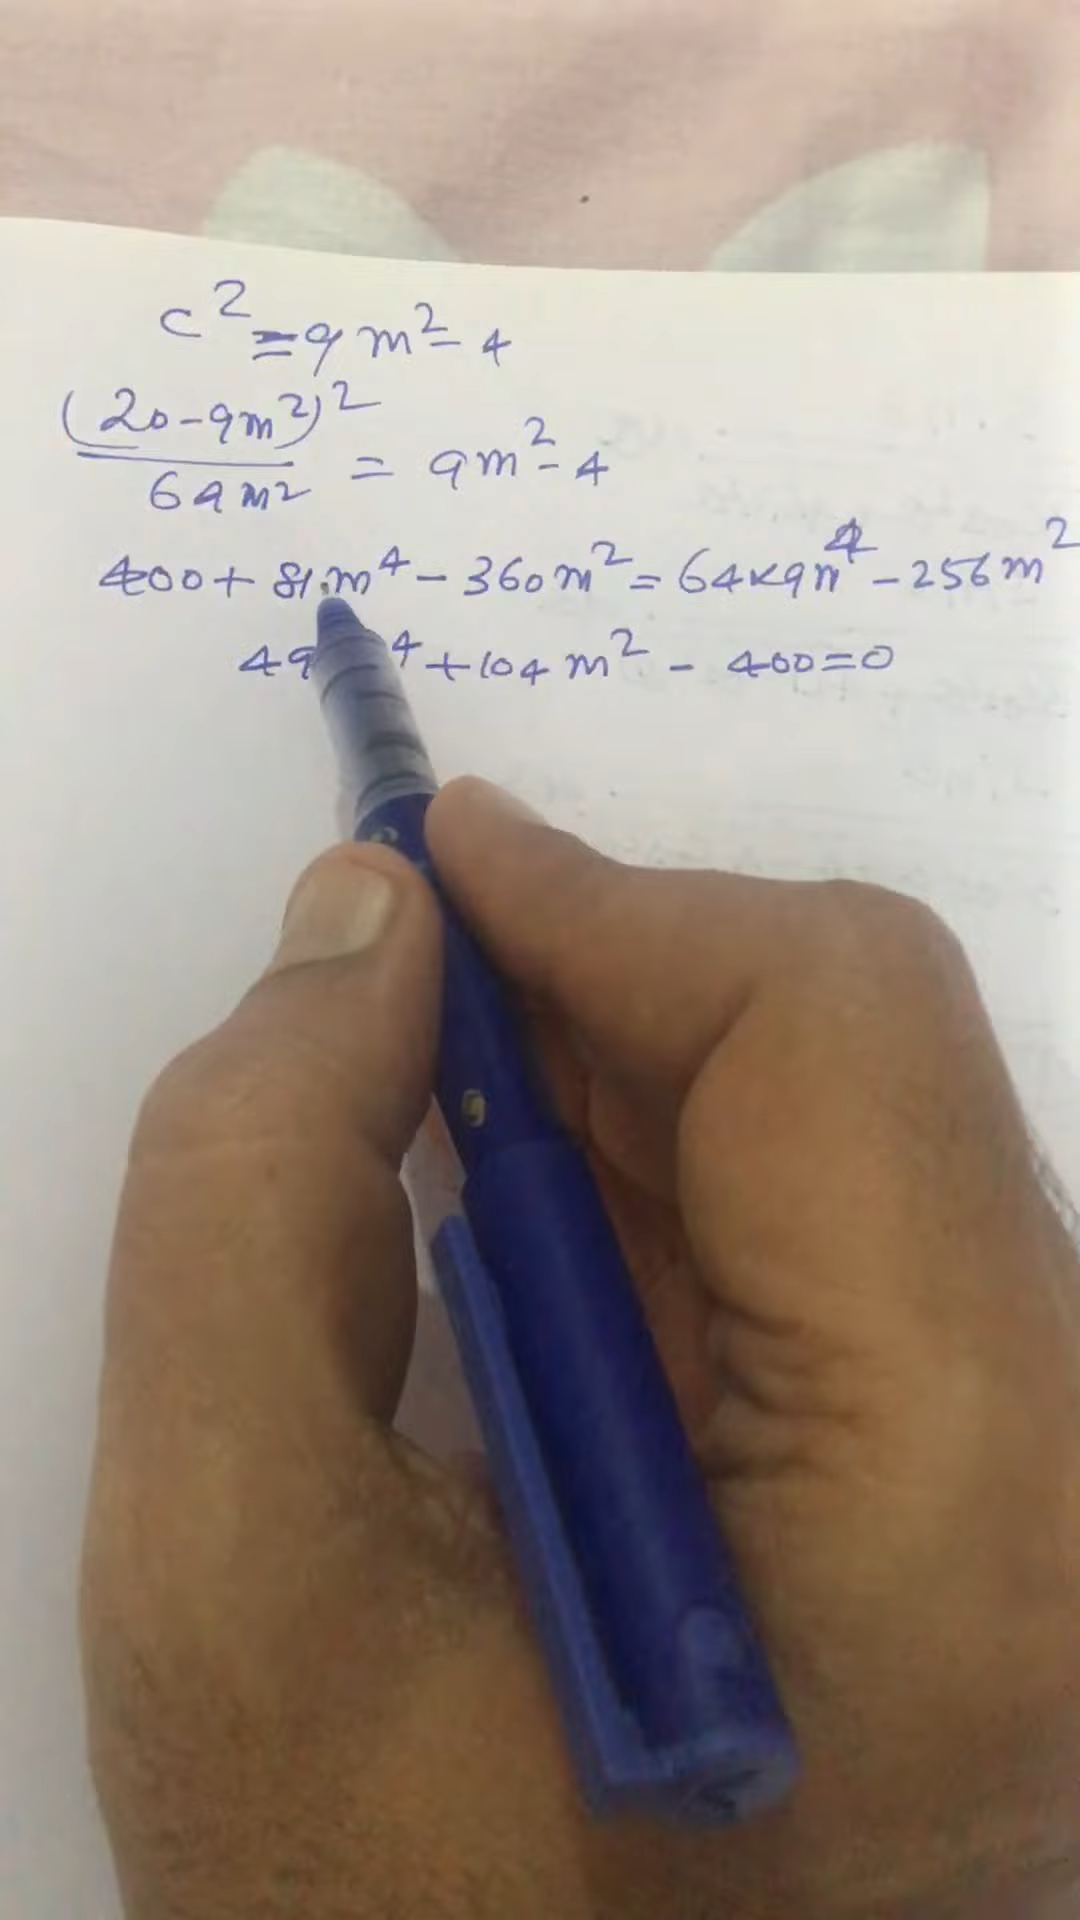 c² = 9m² - 4
(20-9m²)²/64m² = 9m² - 4
400 + 81m⁴ - 360m² = 64×9m⁴ - 256m²
49 ⁴ + 104m² - 400 = 0